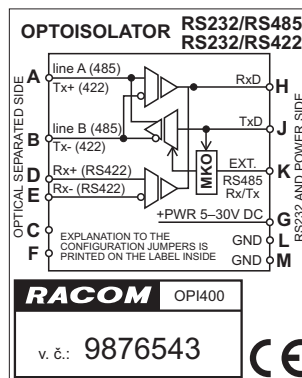 OPTOISOLATOR RS232/RS485
RS232/RS422
OPTICAL SEPARATED SIDE
RS232 AND POWER SIDE
A line A (485)
Tx+ (422)
B line B (485)
Tx- (422)
D Rx+ (RS422)
E Rx- (RS422)
C
F
RxD H
TxD J
MKO
EXT. K
RS485
Rx/Tx
+PWR 5–30V DC G
GND L
GND M
EXPLANATION TO THE
CONFIGURATION JUMPERS IS
PRINTED ON THE LABEL INSIDE
RACOM OPI400
v. č.: 9876543
CE